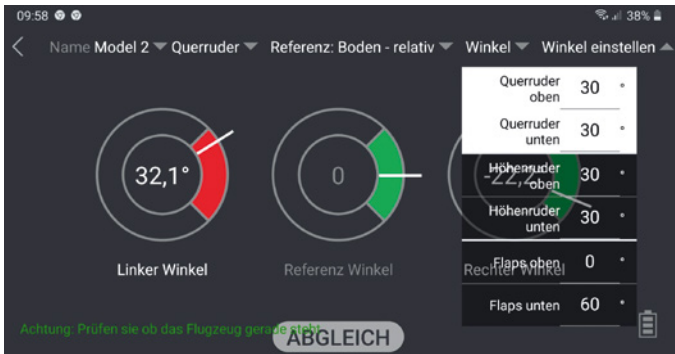 09:58 38%
Name Model 2 Querruder Referenz: Boden - relativ Winkel Winkel einstellen
Querruder oben 30 °
Querruder unten 30 °
Höhenruder oben 30 °
Höhenruder unten 30 °
Flaps oben 0 °
Flaps unten 60 °
32,1° 0 -22,2°
Linker Winkel Referenz Winkel Rechter Winkel
Achtung: Prüfen sie ob das Flugzeug gerade steht
ABGLEICH